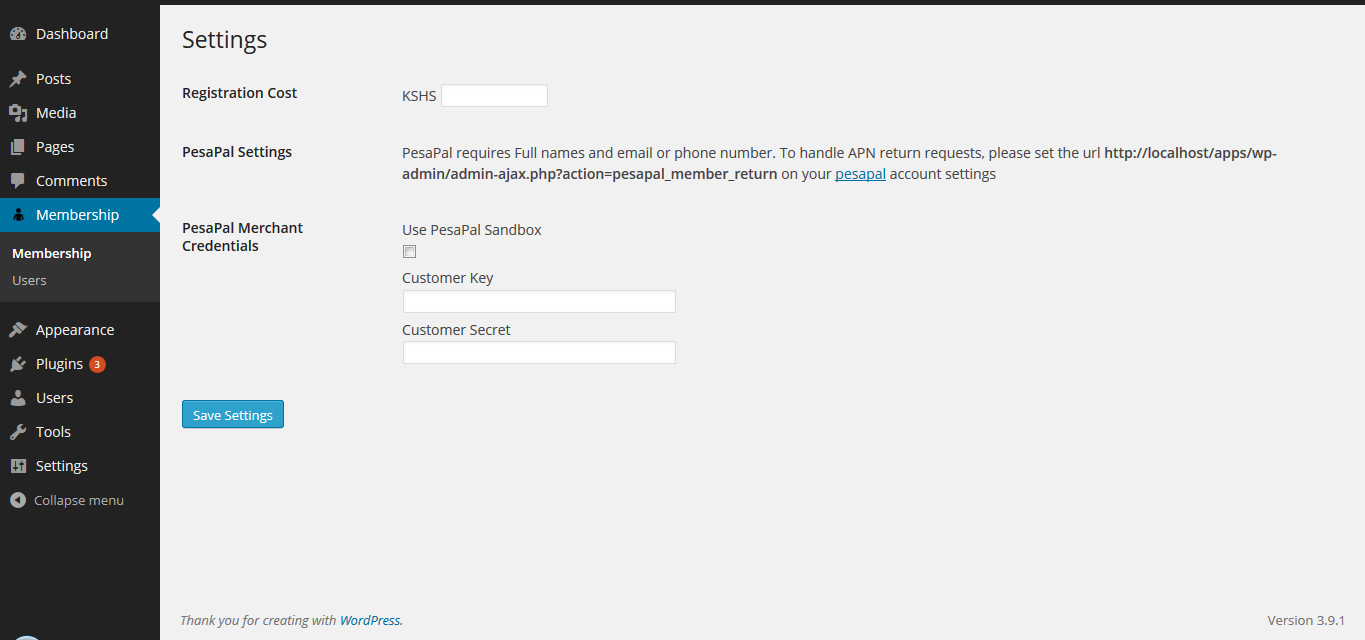 Dashboard
Posts
Media
Pages
Comments
Membership
Membership
Users
Appearance
Plugins 3
Users
Tools
Settings
Collapse menu
Settings
Registration Cost
KSHS
PesaPal Settings
PesaPal requires Full names and email or phone number. To handle APN return requests, please set the url http://localhost/apps/wp-
admin/admin-ajax.php?action=pesapal_member_return on your pesapal account settings
PesaPal Merchant
Credentials
Use PesaPal Sandbox
Customer Key
Customer Secret
Save Settings
Thank you for creating with WordPress.
Version 3.9.1